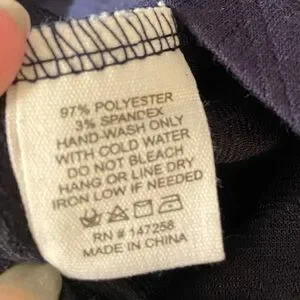 97% POLYESTER
3% SPANDEX
HAND-WASH ONLY
WITH COLD WATER
DO NOT BLEACH
HANG OR LINE DRY
IRON LOW IF NEEDED
RN # 147258
MADE IN CHINA